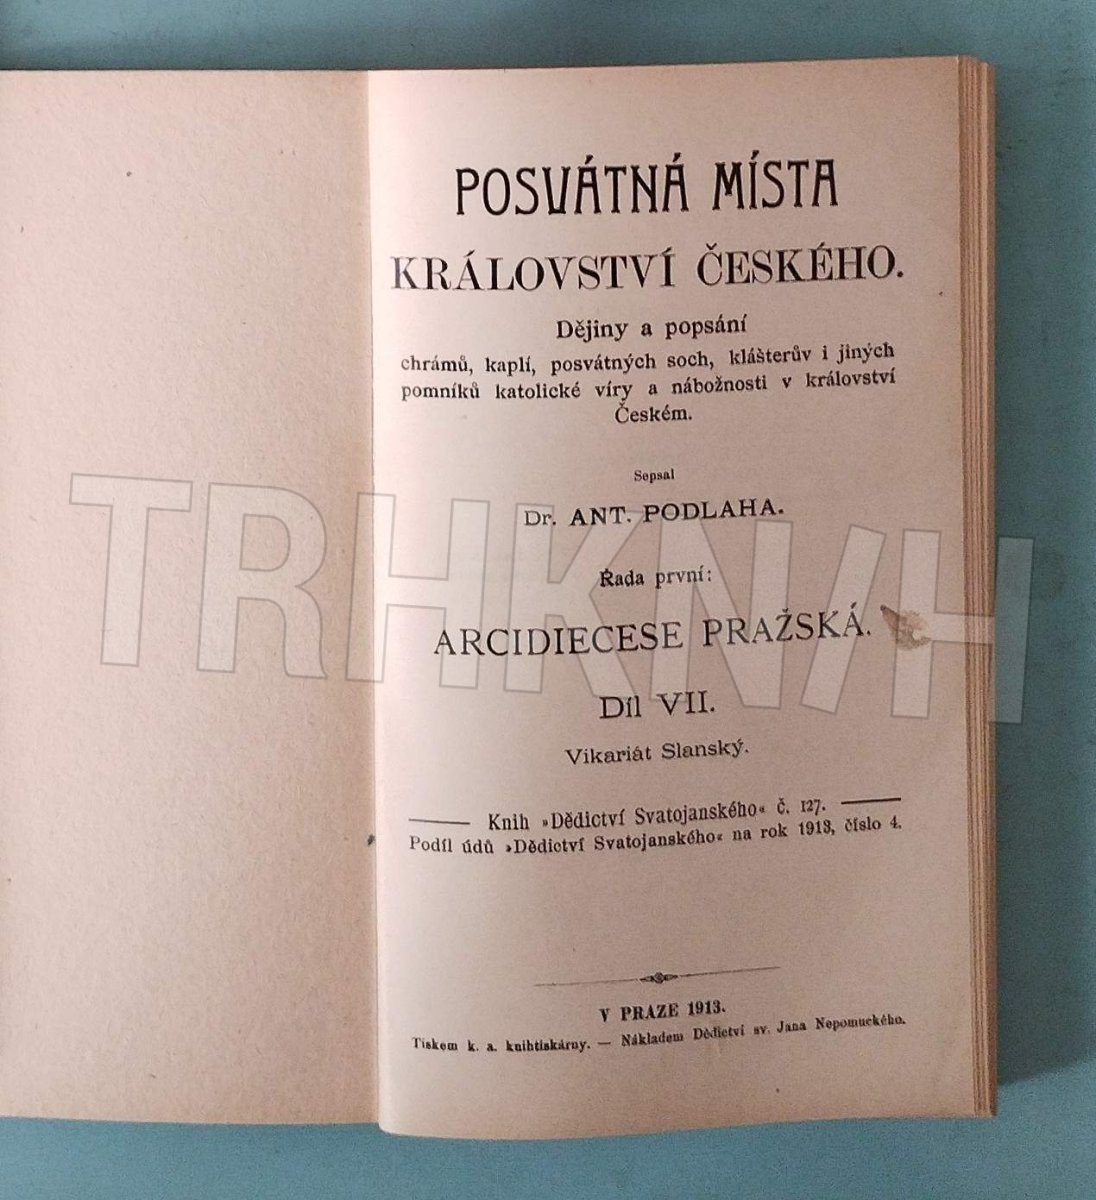 POSVÁTNÁ MÍSTA
KRÁLOVSTVÍ ČESKÉHO.
Dějiny a popsání
chrámů, kaplí, posvátných soch, klášterův i jiných
pomníků katolické víry a nábožnosti v království
Českém.
Sepsal
Dr. ANT. PODLAHA.
Řada první:
ARCIDIECESE PRAŽSKÁ.
Díl VII.
Vikariát Slanský.
Knih »Dědictví Svatojanského« č. 127.
Podíl údů »Dědictví Svatojanského« na rok 1913, číslo 4.
V PRAZE 1913.
Tiskem k. a. knihtiskárny. — Nákladem Dědictví sv. Jana Nepomuckého.
TRHKNIH